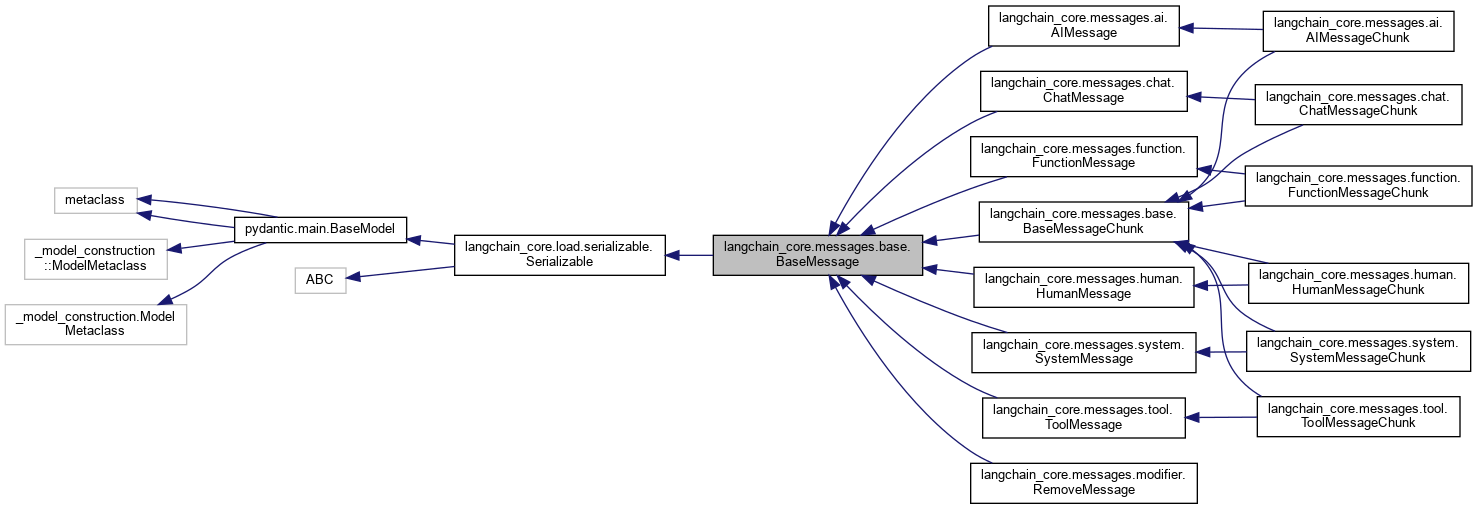 metaclass
_model_construction
::ModelMetaclass
_model_construction.Model
Metaclass
pydantic.main.BaseModel
ABC
langchain_core.load.serializable.
Serializable
langchain_core.messages.base.
BaseMessage
langchain_core.messages.ai.
AIMessage
langchain_core.messages.chat.
ChatMessage
langchain_core.messages.function.
FunctionMessage
langchain_core.messages.base.
BaseMessageChunk
langchain_core.messages.human.
HumanMessage
langchain_core.messages.system.
SystemMessage
langchain_core.messages.tool.
ToolMessage
langchain_core.messages.modifier.
RemoveMessage
langchain_core.messages.ai.
AIMessageChunk
langchain_core.messages.chat.
ChatMessageChunk
langchain_core.messages.function.
FunctionMessageChunk
langchain_core.messages.human.
HumanMessageChunk
langchain_core.messages.system.
SystemMessageChunk
langchain_core.messages.tool.
ToolMessageChunk